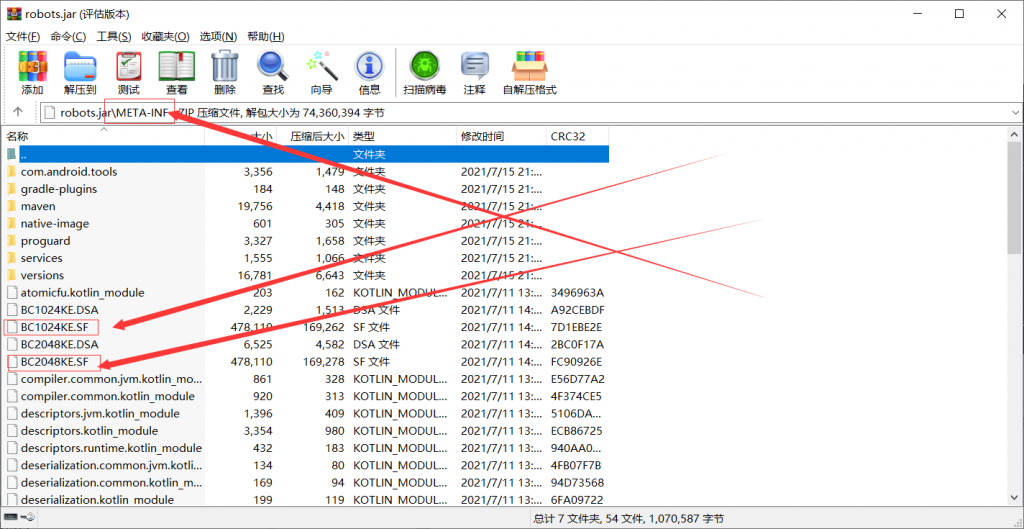 robots.jar (评估版本)
文件(F) 命令(C) 工具(S) 收藏夹(O) 选项(N) 帮助(H)
添加 解压到 测试 查看 删除 查找 向导 信息 扫描病毒 注释 自解压格式
robots.jar\META-INF - ZIP 压缩文件, 解包大小为 74,360,394 字节
名称 大小 压缩后大小 类型 修改时间 CRC32
.. 文件夹
com.android.tools 3,356 1,479 文件夹 2021/7/15 21:...
gradle-plugins 184 148 文件夹 2021/7/15 21:...
maven 19,756 4,418 文件夹 2021/7/15 21:...
native-image 601 305 文件夹 2021/7/15 21:...
proguard 3,327 1,658 文件夹 2021/7/15 21:...
services 1,555 1,066 文件夹 2021/7/15 21:...
versions 16,781 6,643 文件夹 2021/7/15 21:...
atomicfu.kotlin_module 203 162 KOTLIN_MODUL... 2021/7/11 13:... 3496963A
BC1024KE.DSA 2,229 1,513 DSA 文件 2021/7/11 14:... A92CEBDF
BC1024KE.SF 478,110 169,262 SF 文件 2021/7/11 14:... 7D1EBE2E
BC2048KE.DSA 6,525 4,582 DSA 文件 2021/7/11 14:... 2BC0F17A
BC2048KE.SF 478,110 169,278 SF 文件 2021/7/11 14:... FC90926E
compiler.common.jvm.kotlin_mo... 861 328 KOTLIN_MODUL... 2021/7/11 13:... E56D77A2
compiler.common.kotlin_module 920 313 KOTLIN_MODUL... 2021/7/11 13:... 4F374CE5
descriptors.jvm.kotlin_module 1,396 409 KOTLIN_MODUL... 2021/7/11 13:... 5106DA...
descriptors.kotlin_module 3,354 980 KOTLIN_MODUL... 2021/7/11 13:... ECB86725
descriptors.runtime.kotlin_module 432 183 KOTLIN_MODUL... 2021/7/11 13:... 940AA0...
deserialization.common.jvm.kotli... 134 80 KOTLIN_MODUL... 2021/7/11 13:... 4FB07F7B
deserialization.common.kotlin_m... 169 94 KOTLIN_MODUL... 2021/7/11 13:... 94D73568
deserialization.kotlin_module 199 119 KOTLIN_MODUL... 2021/7/11 13:... 6FA09722
总计 7 文件夹, 54 文件, 1,070,587 字节